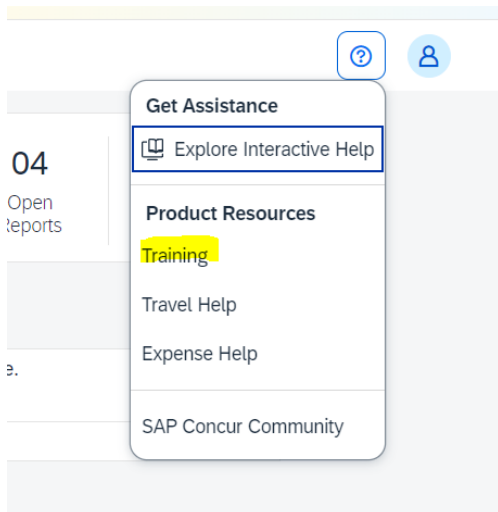 Get Assistance
Explore Interactive Help
04
Open
Reports
Product Resources
Training
Travel Help
Expense Help
e.
SAP Concur Community